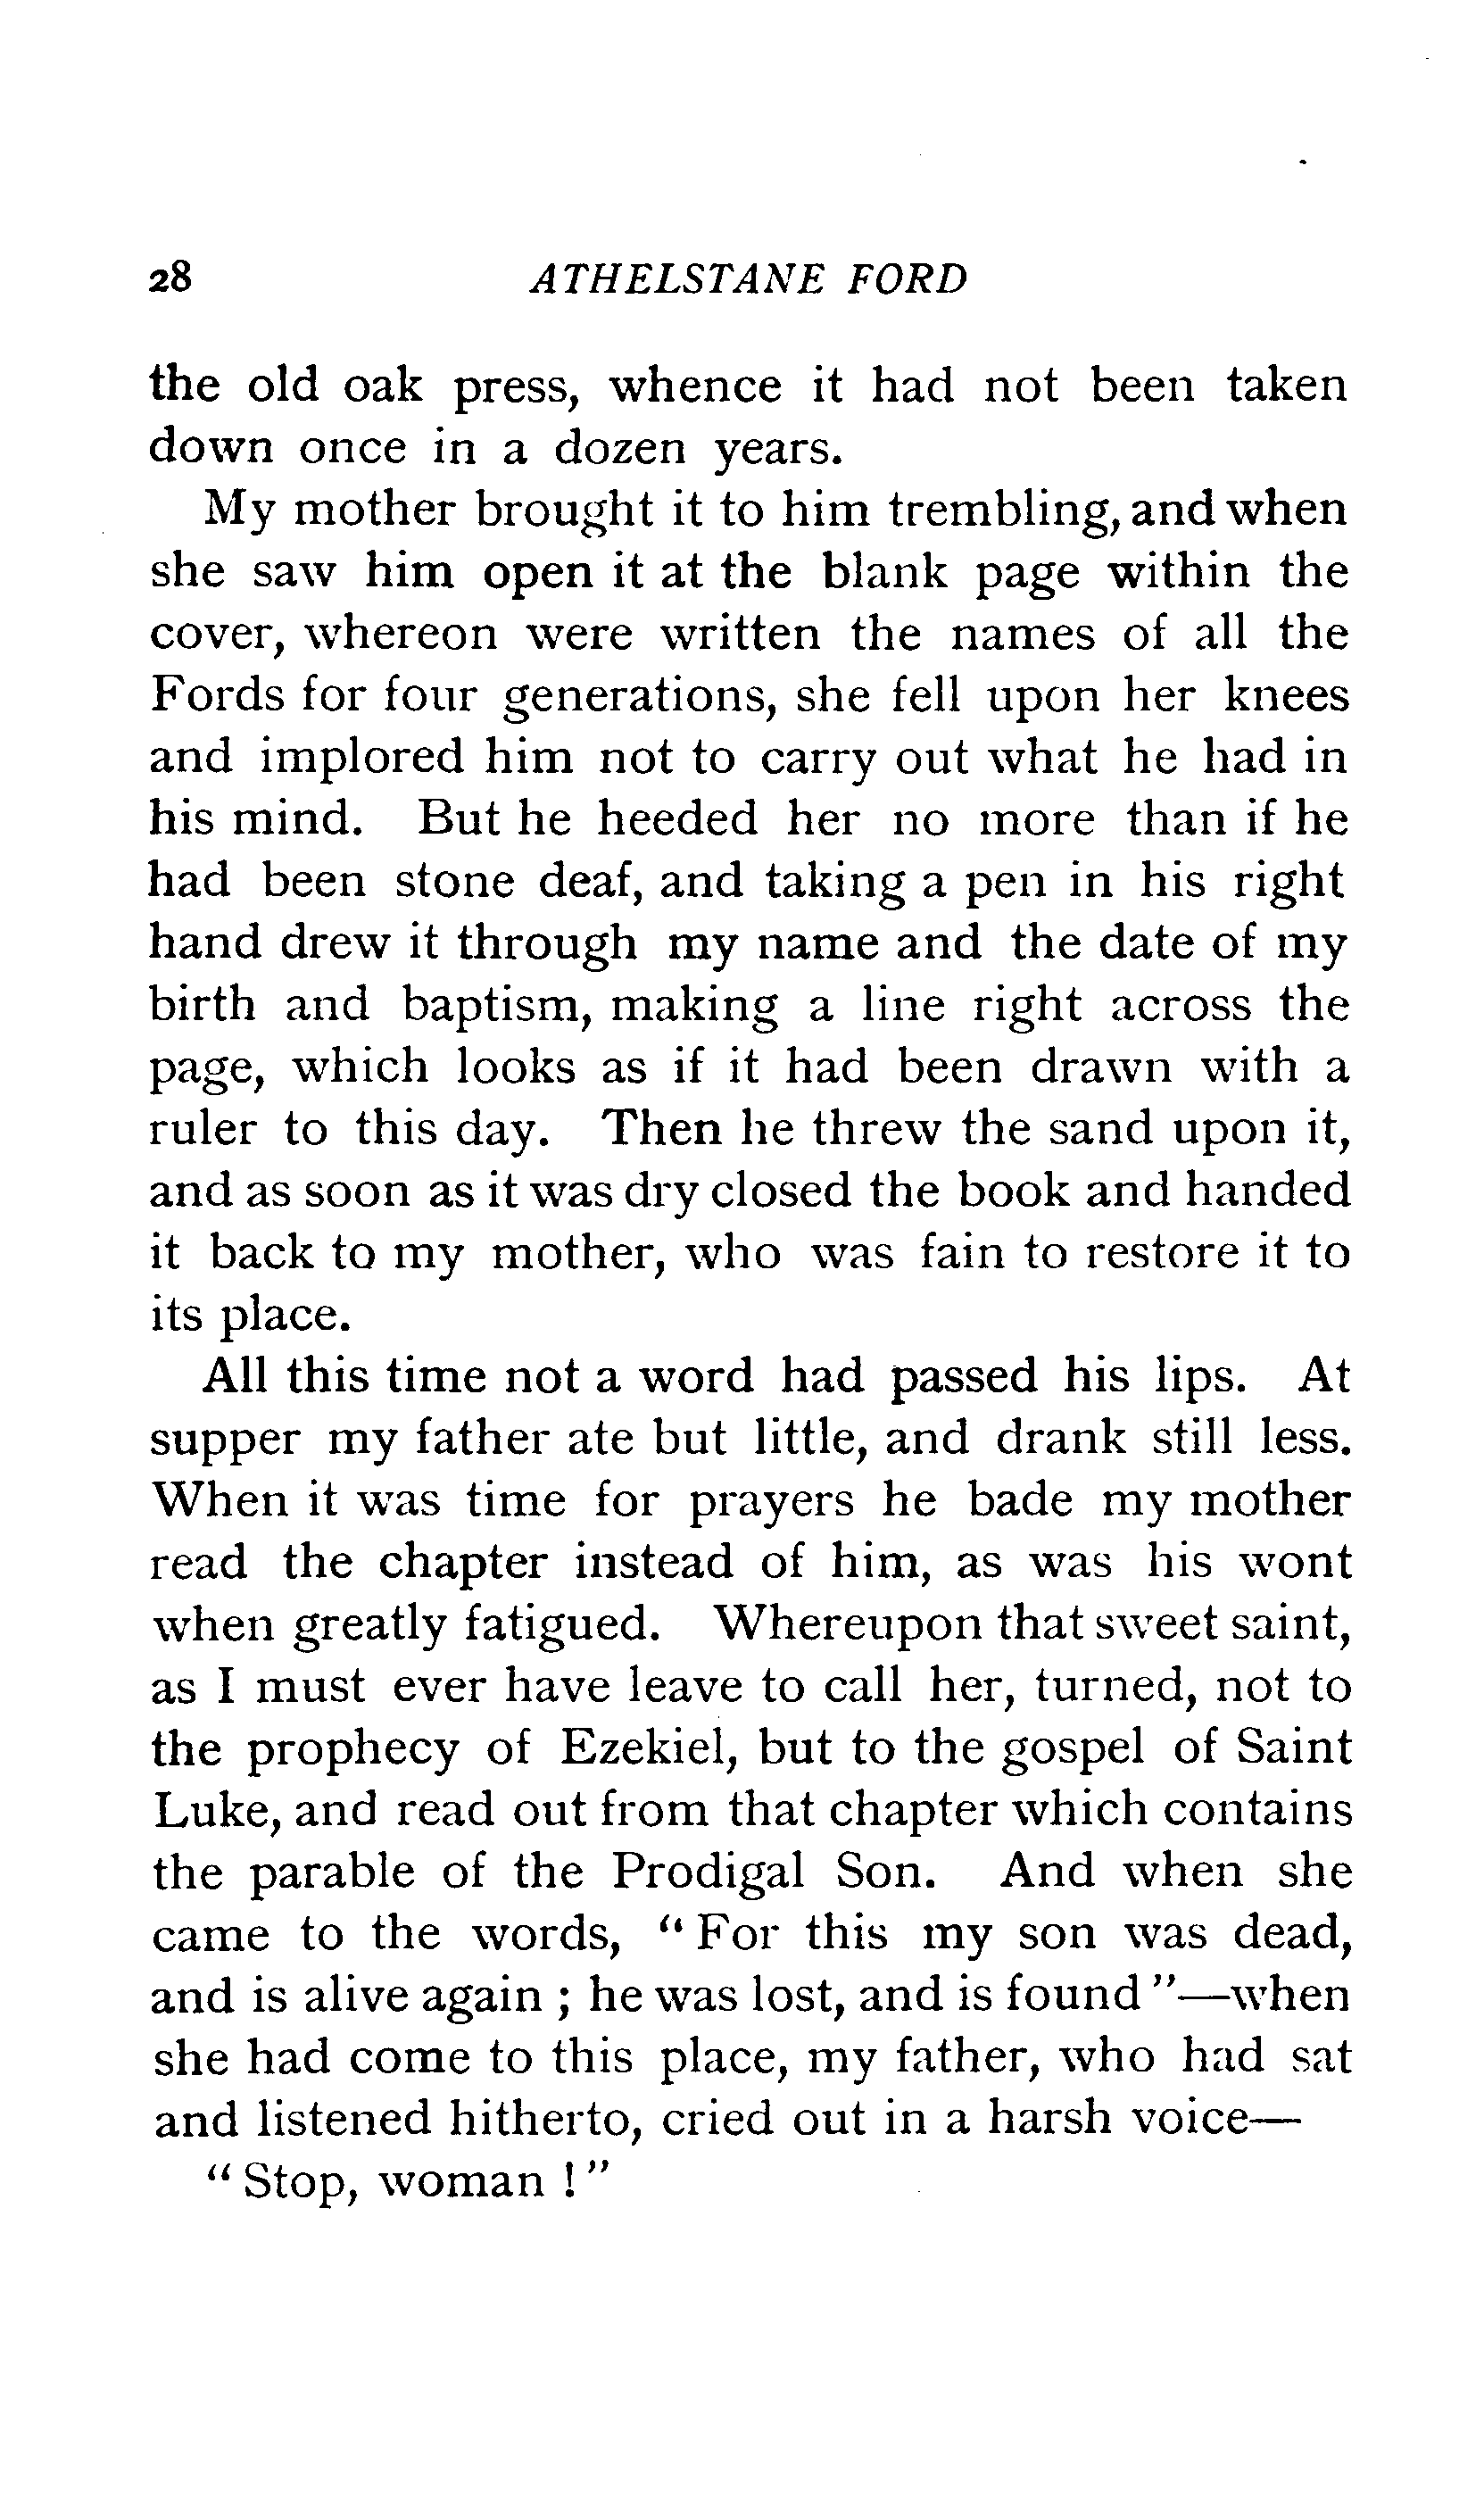 28 ATHELSTANE FORD
the old oak press, whence it had not been taken
down once in a dozen years.
My mother brought it to him trembling, and when
she saw him open it at the blank page within the
cover, whereon were written the names of all the
Fords for four generations, she fell upon her knees
and implored him not to carry out what he had in
his mind. But he heeded her no more than if he
had been stone deaf, and taking a pen in his right
hand drew it through my name and the date of my
birth and baptism, making a line right across the
page, which looks as if it had been drawn with a
ruler to this day. Then he threw the sand upon it,
and as soon as it was dry closed the book and handed
it back to my mother, who was fain to restore it to
its place.
All this time not a word had passed his lips. At
supper my father ate but little, and drank still less.
When it was time for prayers he bade my mother
read the chapter instead of him, as was his wont
when greatly fatigued. Whereupon that sweet saint,
as I must ever have leave to call her, turned, not to
the prophecy of Ezekiel, but to the gospel of Saint
Luke, and read out from that chapter which contains
the parable of the Prodigal Son. And when she
came to the words, “ For this my son was dead,
and is alive again ; he was lost, and is found ”—when
she had come to this place, my father, who had sat
and listened hitherto, cried out in a harsh voice—
“ Stop, woman ! ”